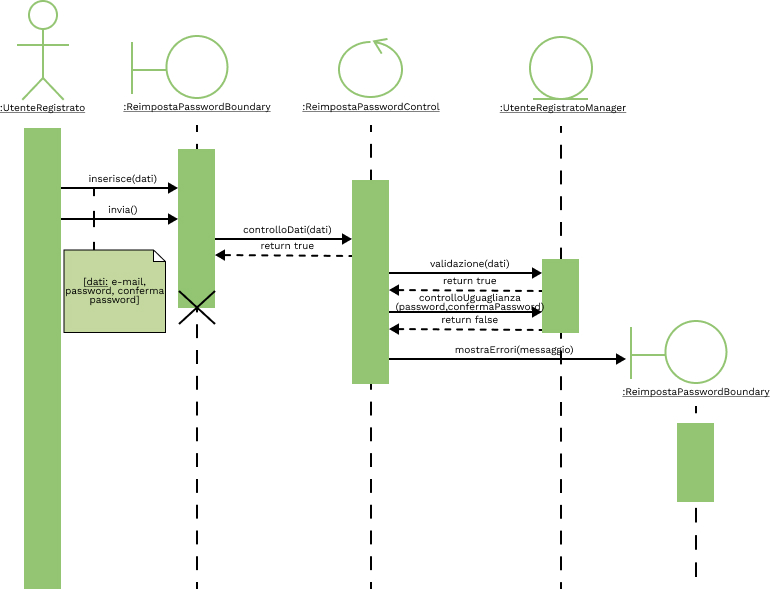 :UtenteRegistrato
:ReimpostaPasswordBoundary
:ReimpostaPasswordControl
:UtenteRegistratoManager
inserisce(dati)
invia()
controlloDati(dati)
return true
[dati: e-mail,
password, conferma
password]
validazione(dati)
return true
controlloUguaglianza
(password,confermaPassword)
return false
mostraErrori(messaggio)
:ReimpostaPasswordBoundary